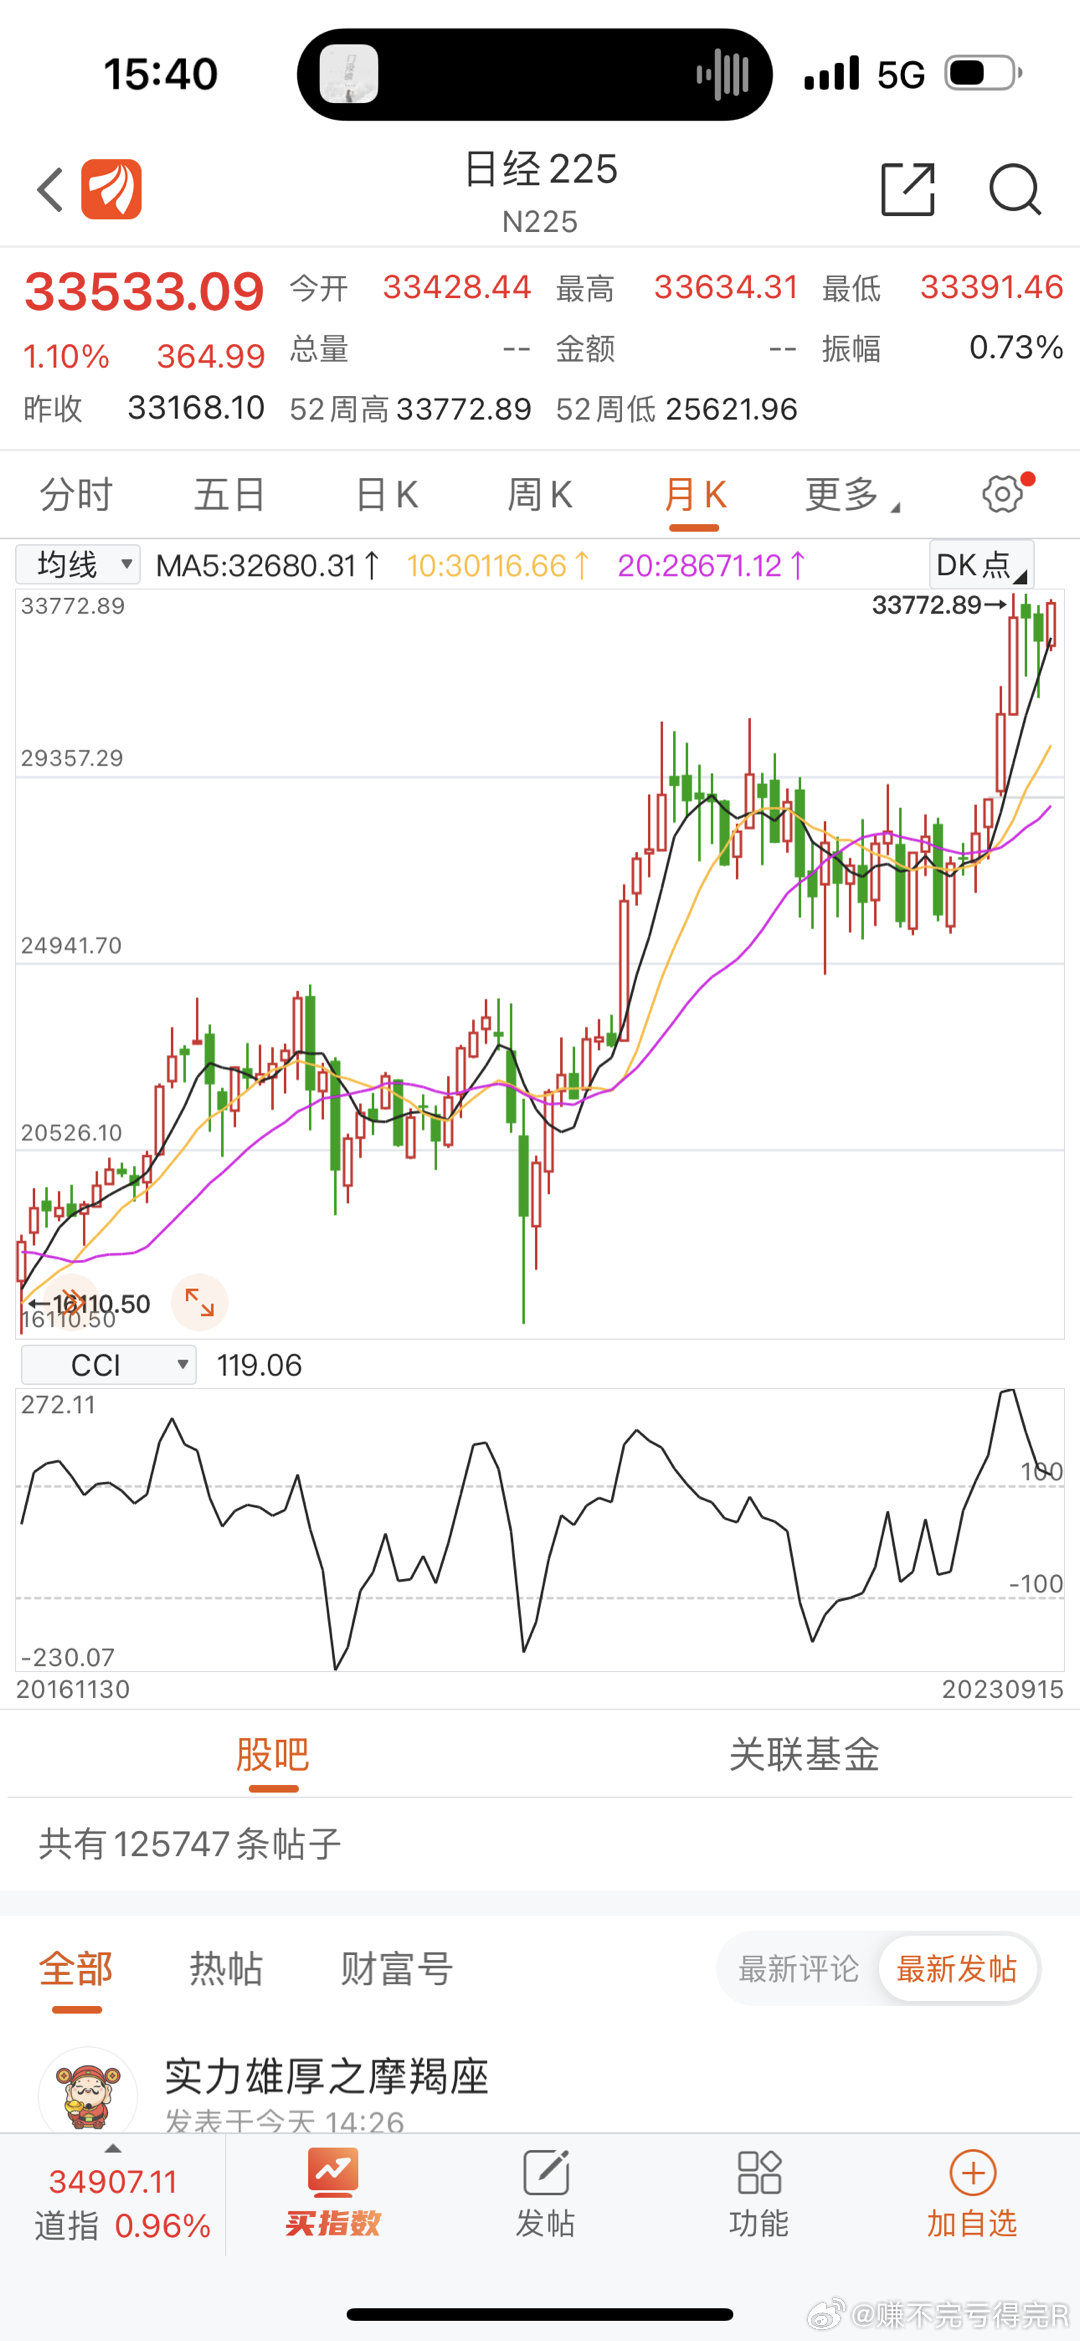 15:40
5G
日经225
N225
33533.09 今开 33428.44 最高 33634.31 最低 33391.46
1.10% 364.99 总量 -- 金额 -- 振幅 0.73%
昨收 33168.10 52周高 33772.89 52周低 25621.96
分时 五日 日K 周K 月K 更多
均线 MA5:32680.31↑ 10:30116.66↑ 20:28671.12↑ DK点
33772.89
33772.89→
29357.29
24941.70
20526.10
←16110.50
16110.50
CCI 119.06
272.11
100
-100
-230.07
20161130 20230915
股吧 关联基金
共有125747条帖子
全部 热帖 财富号 最新评论 最新发帖
实力雄厚之摩羯座
发表于今天 14:26
34907.11
道指 0.96%
买指数 发帖 功能 加自选
@赚不完亏得完R